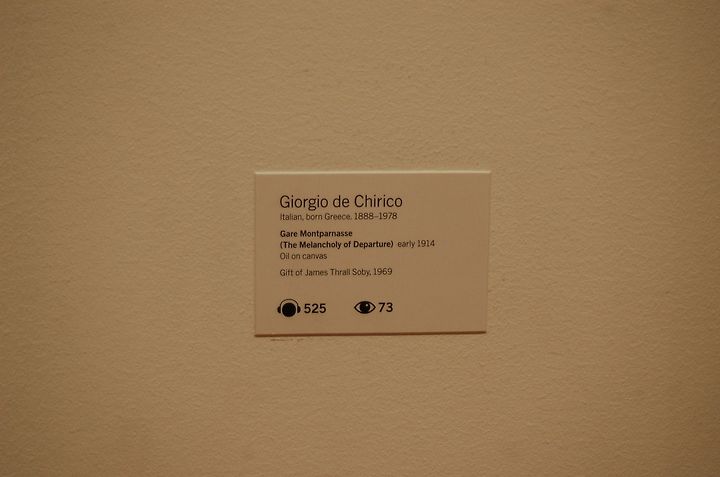 Giorgio de Chirico
Italian, born Greece. 1888–1978
Gare Montparnasse
(The Melancholy of Departure) early 1914
Oil on canvas
Gift of James Thrall Soby, 1969
525 73